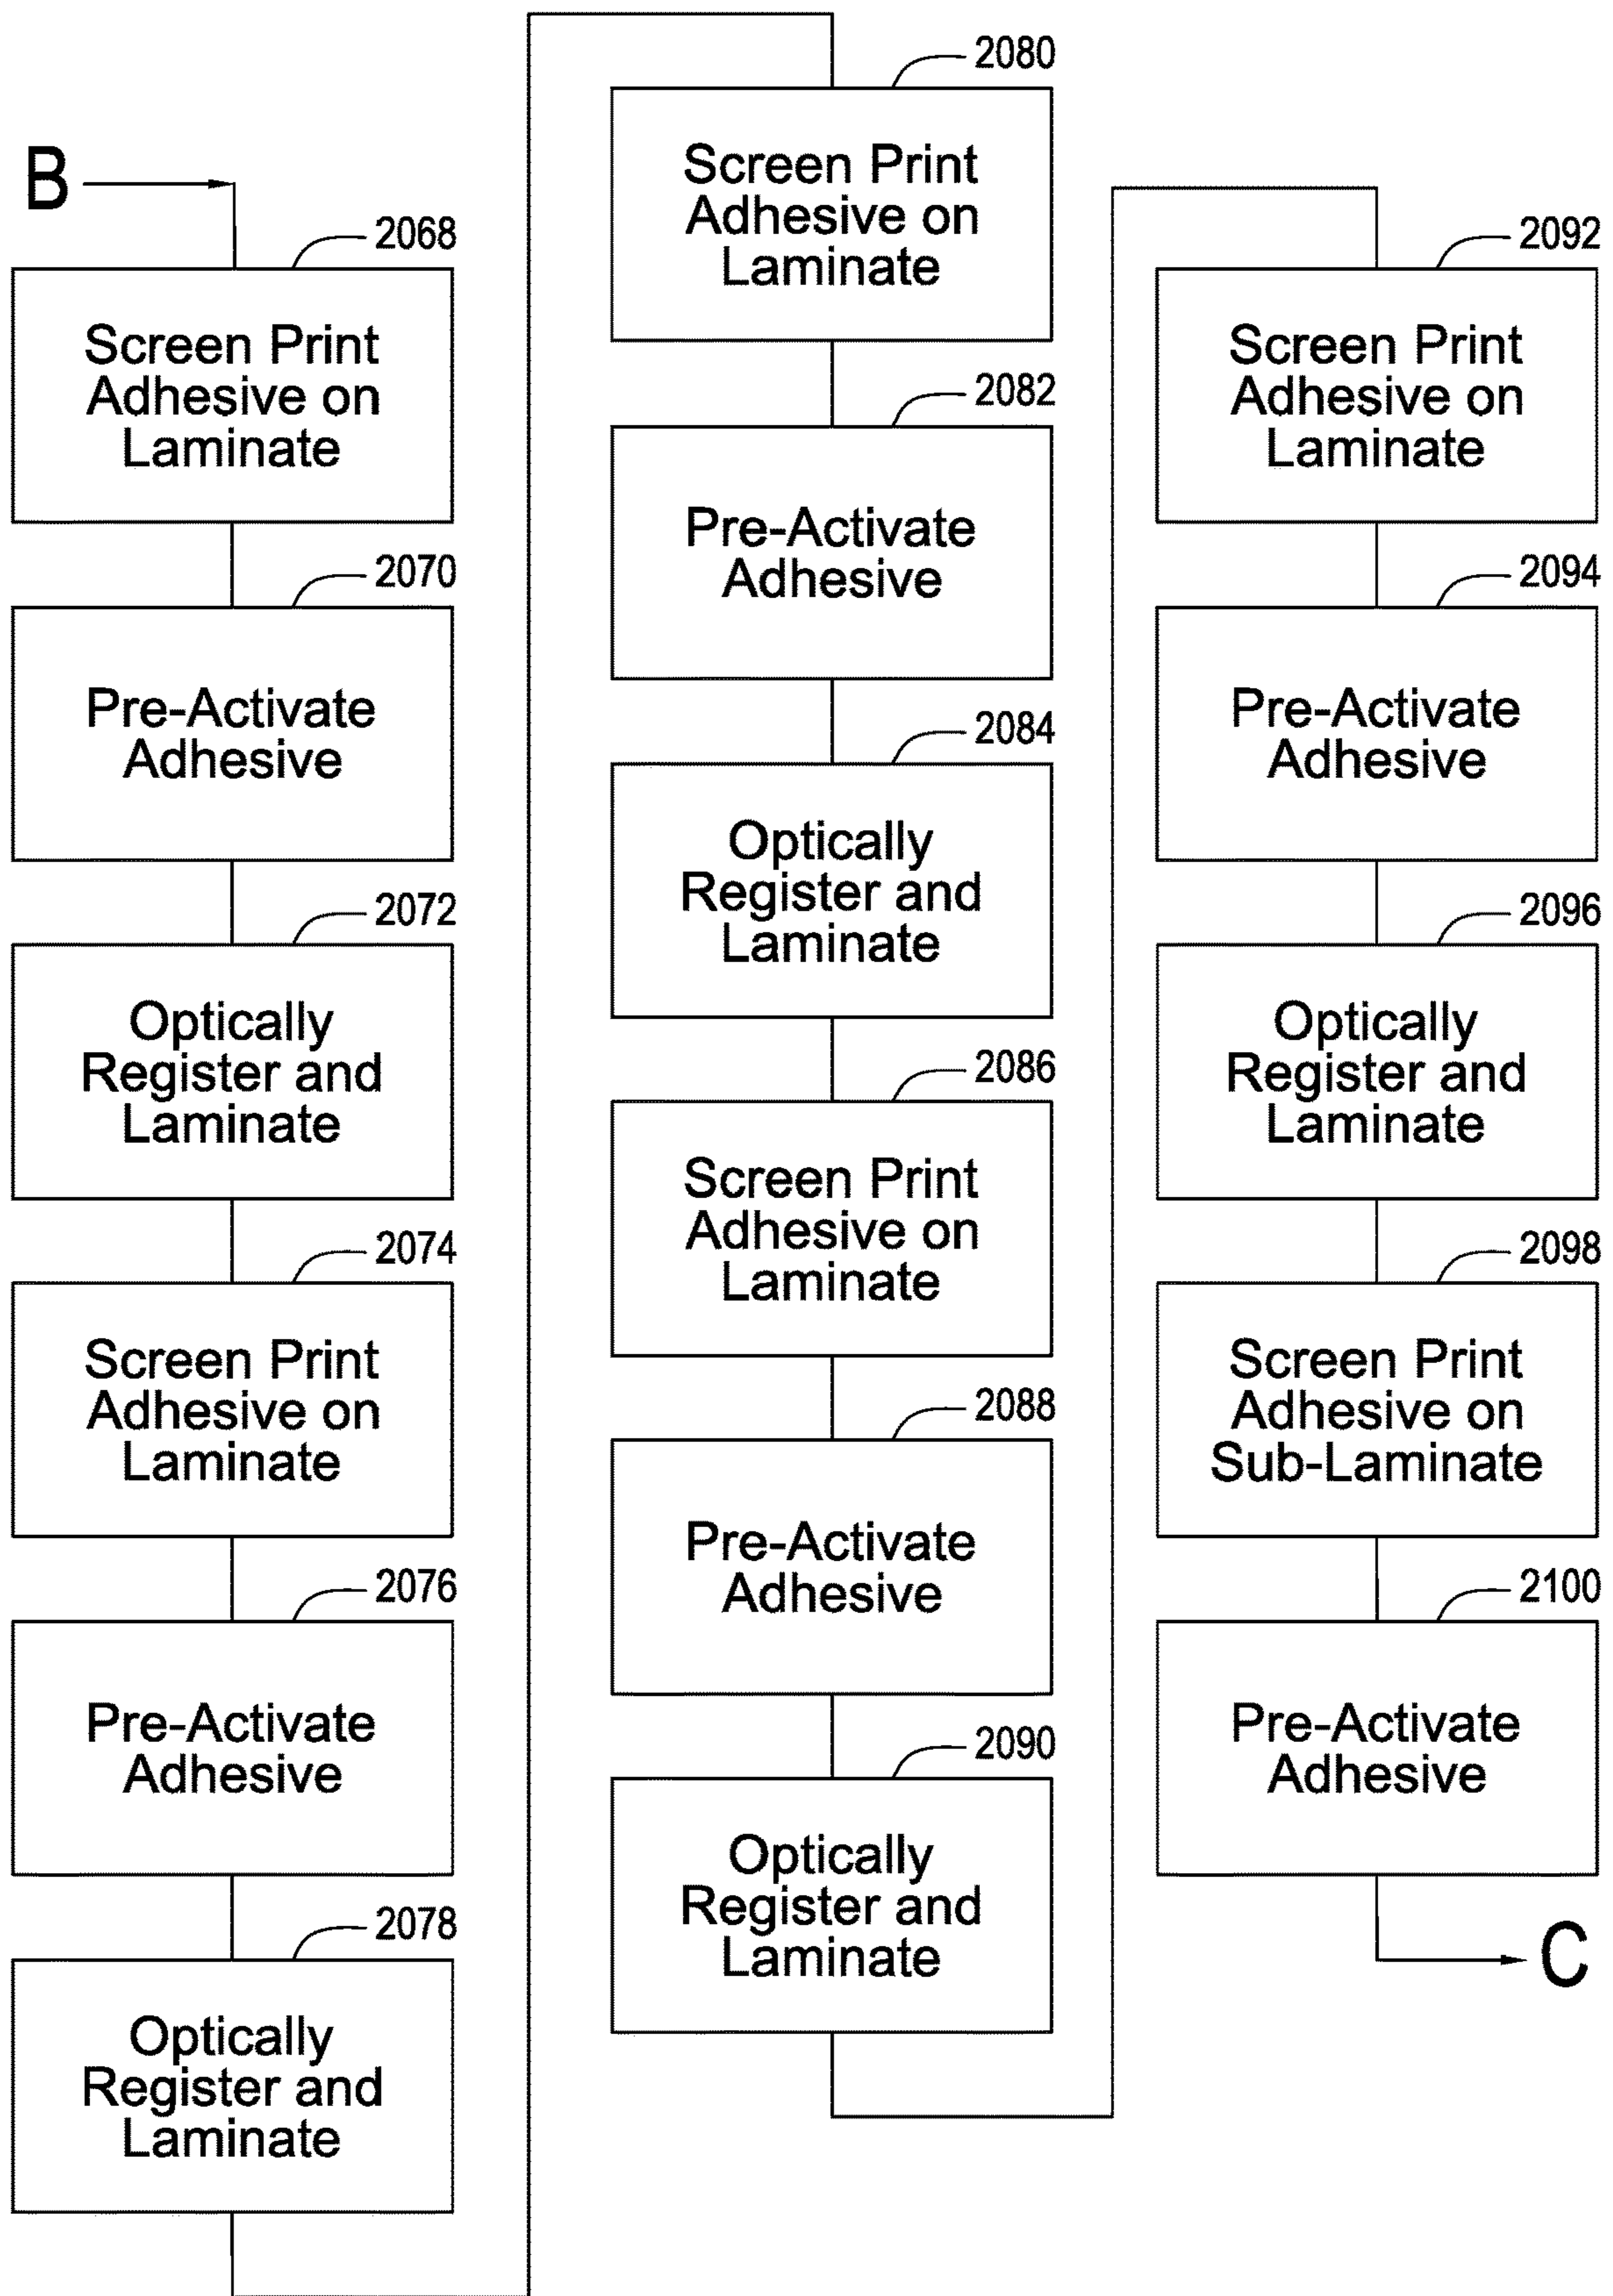 B
2068
Screen Print
Adhesive on
Laminate
2070
Pre-Activate
Adhesive
2072
Optically
Register and
Laminate
2074
Screen Print
Adhesive on
Laminate
2076
Pre-Activate
Adhesive
2078
Optically
Register and
Laminate
2080
Screen Print
Adhesive on
Laminate
2082
Pre-Activate
Adhesive
2084
Optically
Register and
Laminate
2086
Screen Print
Adhesive on
Laminate
2088
Pre-Activate
Adhesive
2090
Optically
Register and
Laminate
2092
Screen Print
Adhesive on
Laminate
2094
Pre-Activate
Adhesive
2096
Optically
Register and
Laminate
2098
Screen Print
Adhesive on
Sub-Laminate
2100
Pre-Activate
Adhesive
C